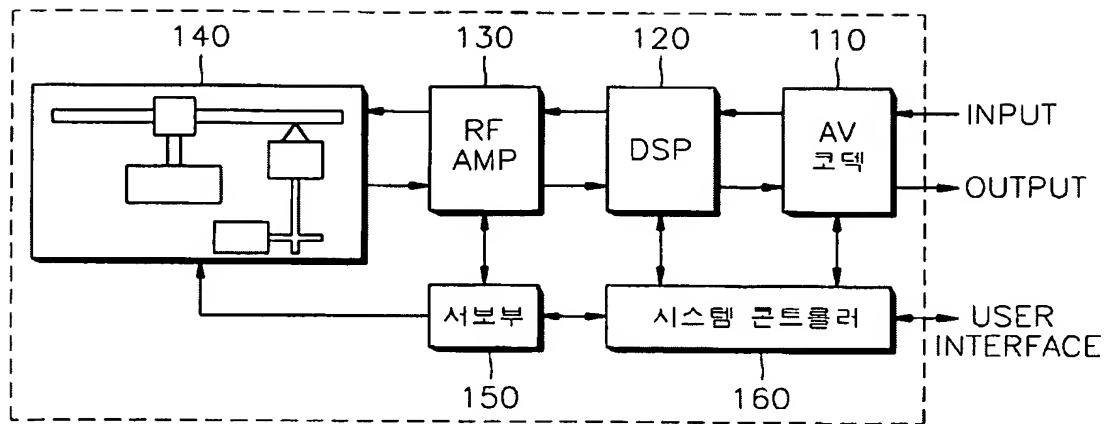 140
130
120
110
RF
AMP
DSP
AV
코덱
INPUT
OUTPUT
서보부
시스템 콘트롤러
USER
INTERFACE
150
160